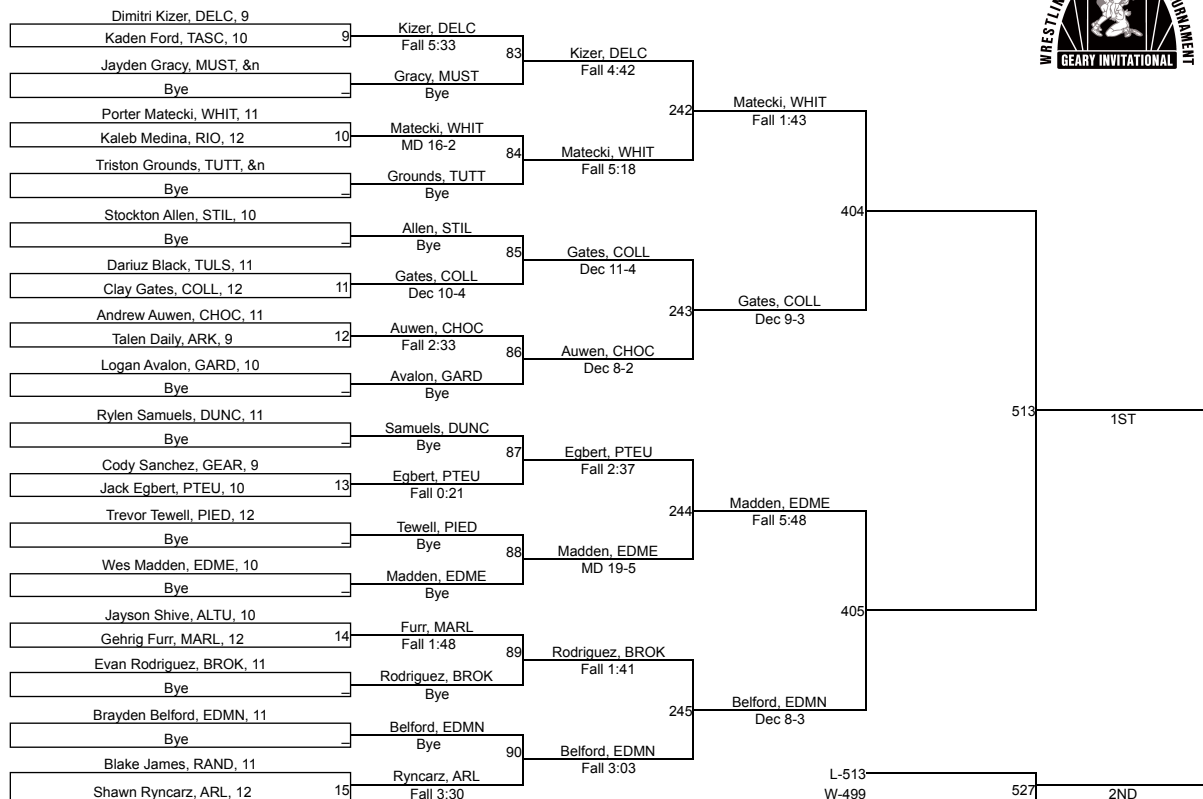 Dimitri Kizer, DELC, 9
Kaden Ford, TASC, 10
9
Jayden Gracy, MUST, &n
Bye
_
Porter Matecki, WHIT, 11
Kaleb Medina, RIO, 12
10
Triston Grounds, TUTT, &n
Bye
_
Stockton Allen, STIL, 10
Bye
_
Dariuz Black, TULS, 11
Clay Gates, COLL, 12
11
Andrew Auwen, CHOC, 11
Talen Daily, ARK, 9
12
Logan Avalon, GARD, 10
Bye
_
Rylen Samuels, DUNC, 11
Bye
_
Cody Sanchez, GEAR, 9
Jack Egbert, PTEU, 10
13
Trevor Tewell, PIED, 12
Bye
_
Wes Madden, EDME, 10
Bye
_
Jayson Shive, ALTU, 10
Gehrig Furr, MARL, 12
14
Evan Rodriguez, BROK, 11
Bye
_
Brayden Belford, EDMN, 11
Bye
_
Blake James, RAND, 11
Shawn Ryncarz, ARL, 12
15
Kizer, DELC
Fall 5:33
83
Gracy, MUST
Bye
Matecki, WHIT
MD 16-2
84
Grounds, TUTT
Bye
Allen, STIL
Bye
85
Gates, COLL
Dec 10-4
Auwen, CHOC
Fall 2:33
86
Avalon, GARD
Bye
Samuels, DUNC
Bye
87
Egbert, PTEU
Fall 0:21
Tewell, PIED
Bye
88
Madden, EDME
Bye
Furr, MARL
Fall 1:48
89
Rodriguez, BROK
Bye
Belford, EDMN
Bye
90
Ryncarz, ARL
Fall 3:30
Kizer, DELC
Fall 4:42
242
Matecki, WHIT
Fall 5:18
Gates, COLL
Dec 11-4
243
Auwen, CHOC
Dec 8-2
Egbert, PTEU
Fall 2:37
244
Madden, EDME
MD 19-5
Rodriguez, BROK
Fall 1:41
245
Belford, EDMN
Fall 3:03
Matecki, WHIT
Fall 1:43
404
Gates, COLL
Dec 9-3
Madden, EDME
Fall 5:48
405
Belford, EDMN
Dec 8-3
513
1ST
L-513
W-499
527
2ND
GEARY INVITATIONAL